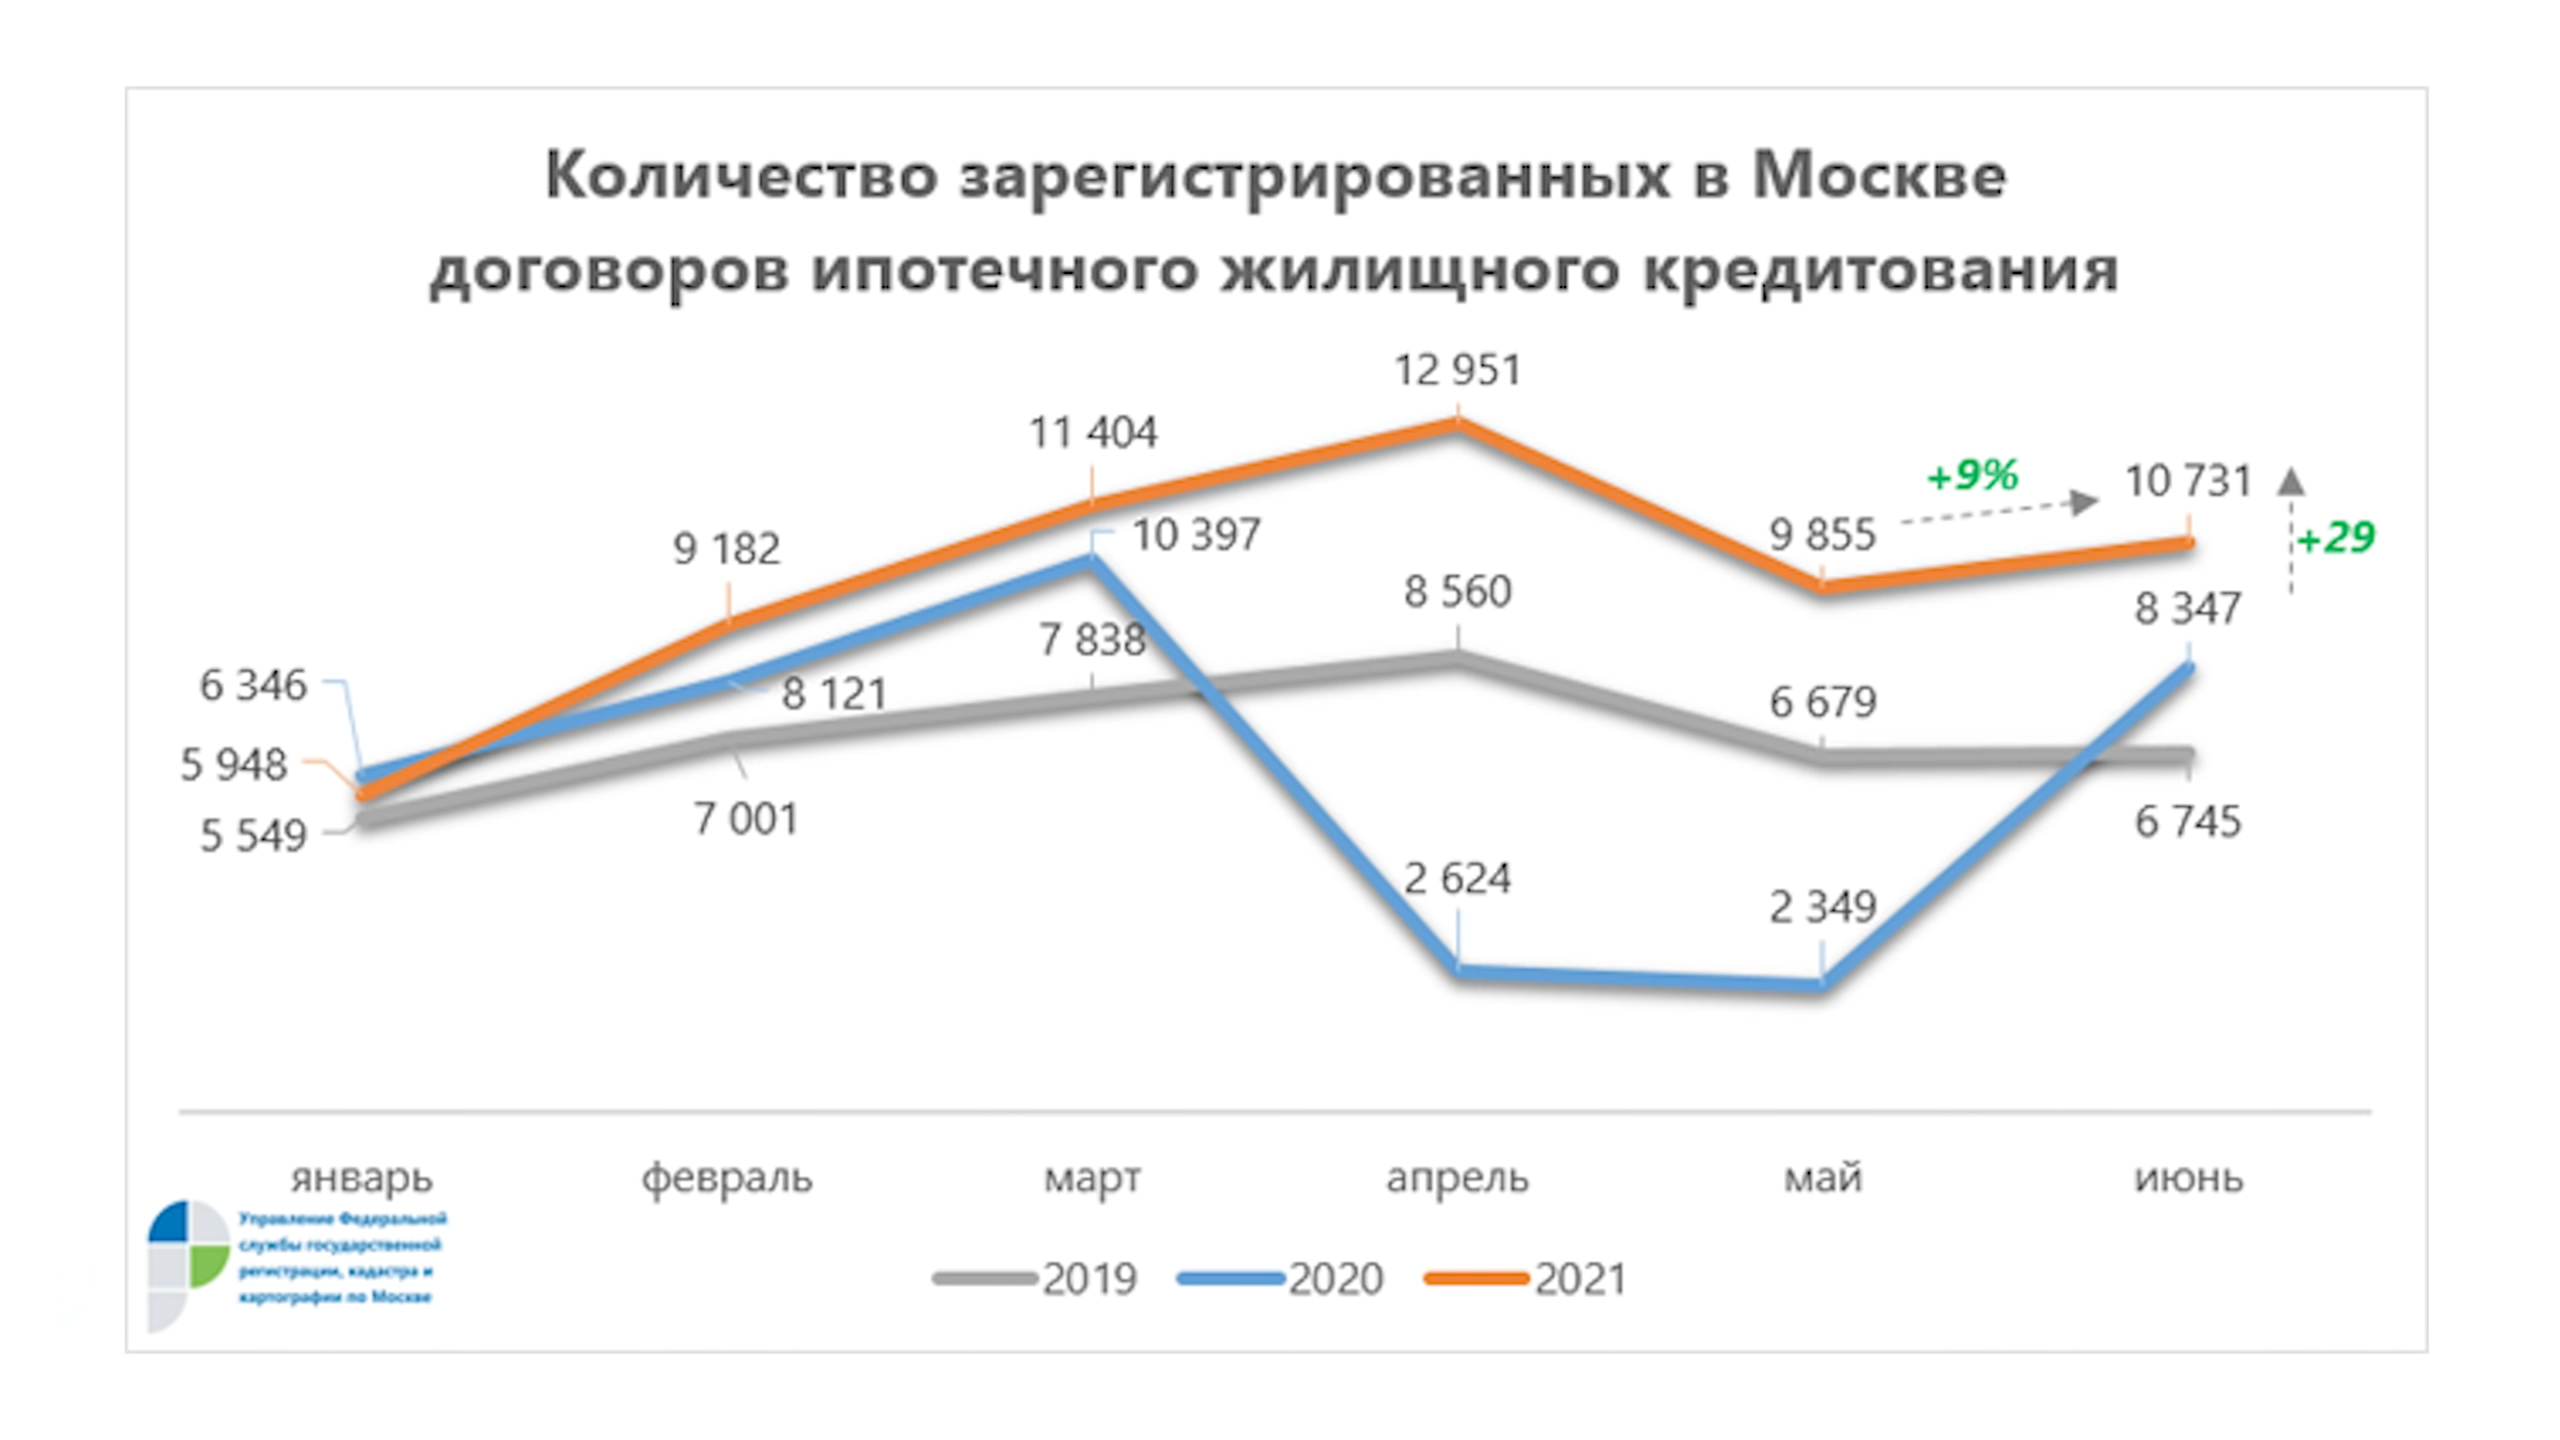 Количество зарегистрированных в Москве
договоров ипотечного жилищного кредитования
12 951
11 404
+9%
10 731
9 182
10 397
9 855
+29
8 560
8 347
7 838
6 346
8 121
6 679
5 948
5 549
7 001
6 745
2 624
2 349
январь февраль март апрель май июнь
Управление Федеральной
службы государственной
регистрации, кадастра и
картографии по Москве
2019 2020 2021